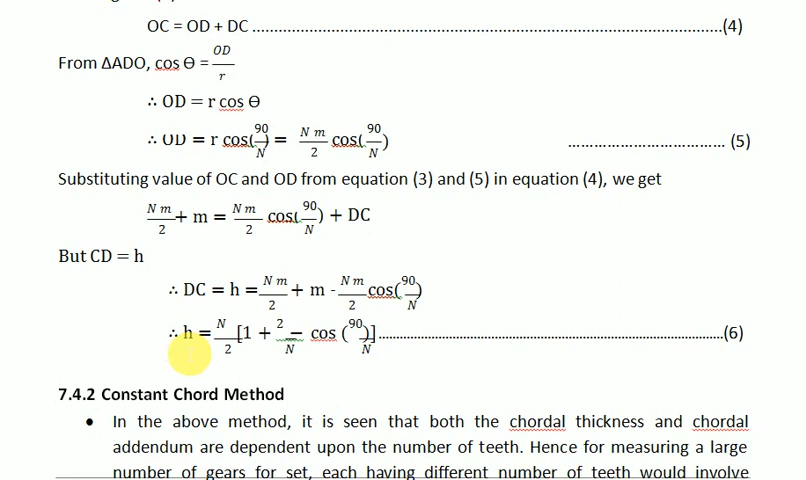 OC = OD + DC ........................................................................................................(4)
From ΔADO, cos Θ = OD/r
∴ OD = r cos Θ
∴ OD = r cos(90/N) = N m/2 cos(90/N) ................................ (5)
Substituting value of OC and OD from equation (3) and (5) in equation (4), we get
N m/2 + m = N m/2 cos(90/N) + DC
But CD = h
∴ DC = h = N m/2 + m - N m/2 cos(90/N)
∴ h = N/2 [1 + 2/N − cos (90/N)]............................................................................(6)
7.4.2 Constant Chord Method
• In the above method, it is seen that both the chordal thickness and chordal
addendum are dependent upon the number of teeth. Hence for measuring a large
number of gears for set, each having different number of teeth would involve